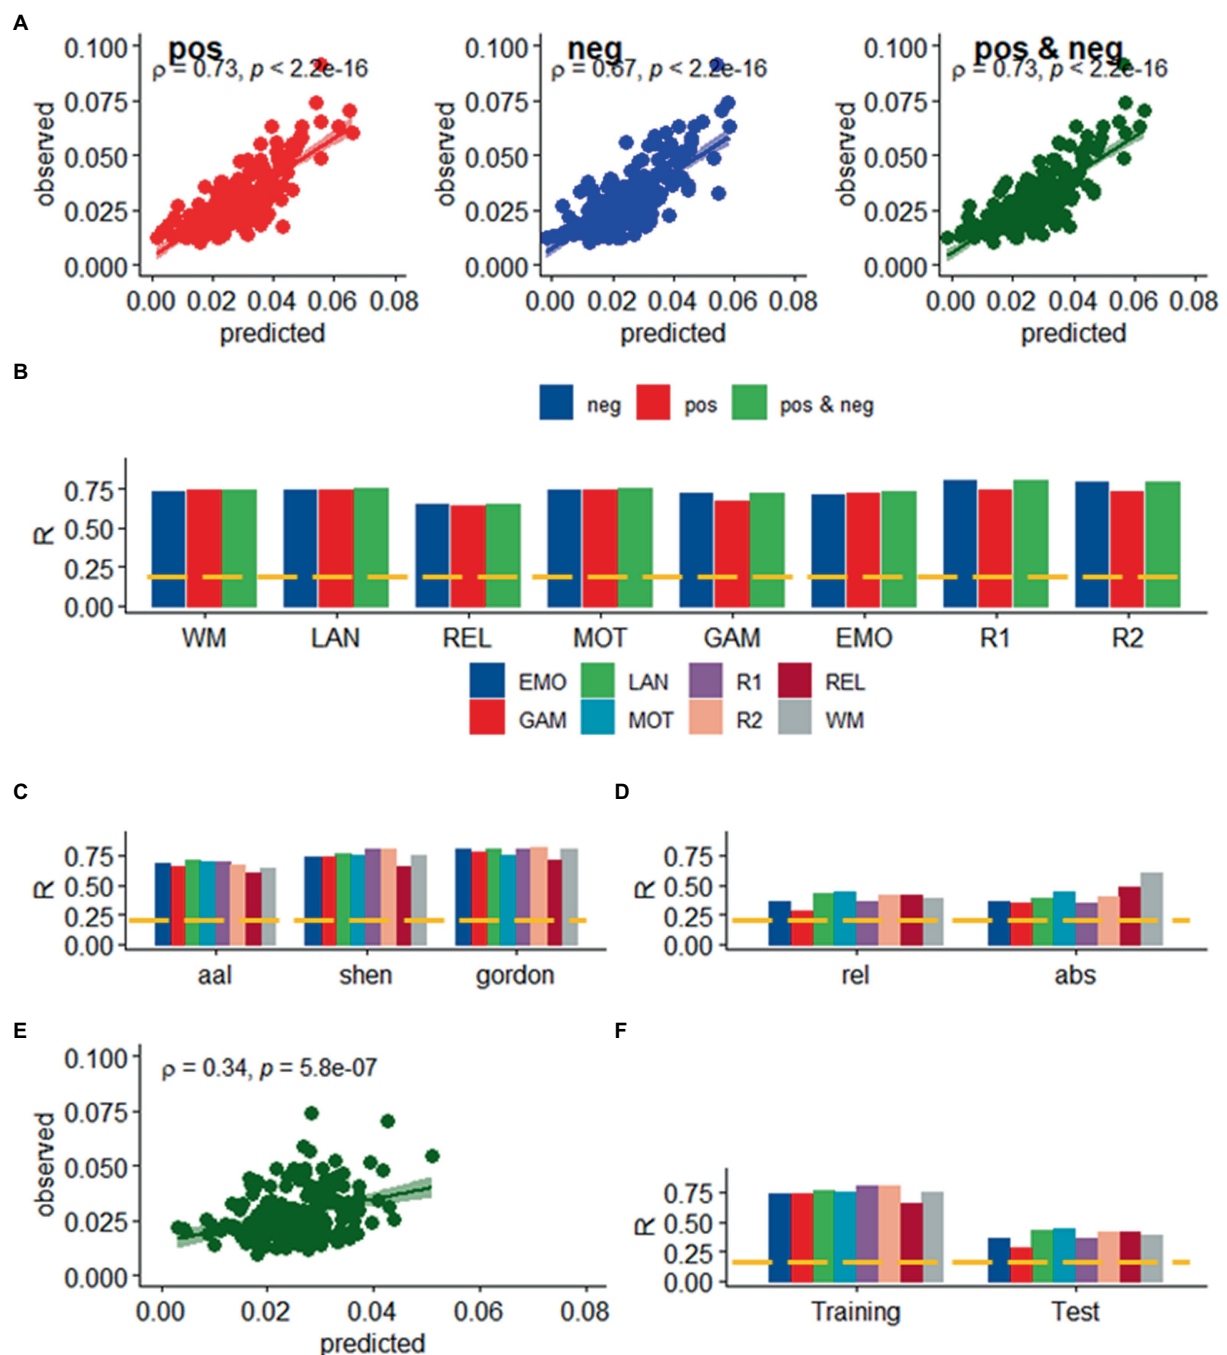 A
pos
neg
pos & neg
ρ = 0.73, p < 2.2e-16
ρ = 0.67, p < 2.2e-16
ρ = 0.73, p < 2.2e-16
observed
0.100
0.075
0.050
0.025
0.000
observed
0.100
0.075
0.050
0.025
0.000
observed
0.100
0.075
0.050
0.025
0.000
0.00 0.02 0.04 0.06 0.08
0.00 0.02 0.04 0.06 0.08
0.00 0.02 0.04 0.06 0.08
predicted
predicted
predicted
B
neg pos pos & neg
R
0.75
0.50
0.25
0.00
WM LAN REL MOT GAM EMO R1 R2
EMO LAN R1 REL
GAM MOT R2 WM
C
R
0.75
0.50
0.25
0.00
aal shen gordon
D
R
0.75
0.50
0.25
0.00
rel abs
E
ρ = 0.34, p = 5.8e-07
observed
0.100
0.075
0.050
0.025
0.000
0.00 0.02 0.04 0.06 0.08
predicted
F
R
0.75
0.50
0.25
0.00
Training Test